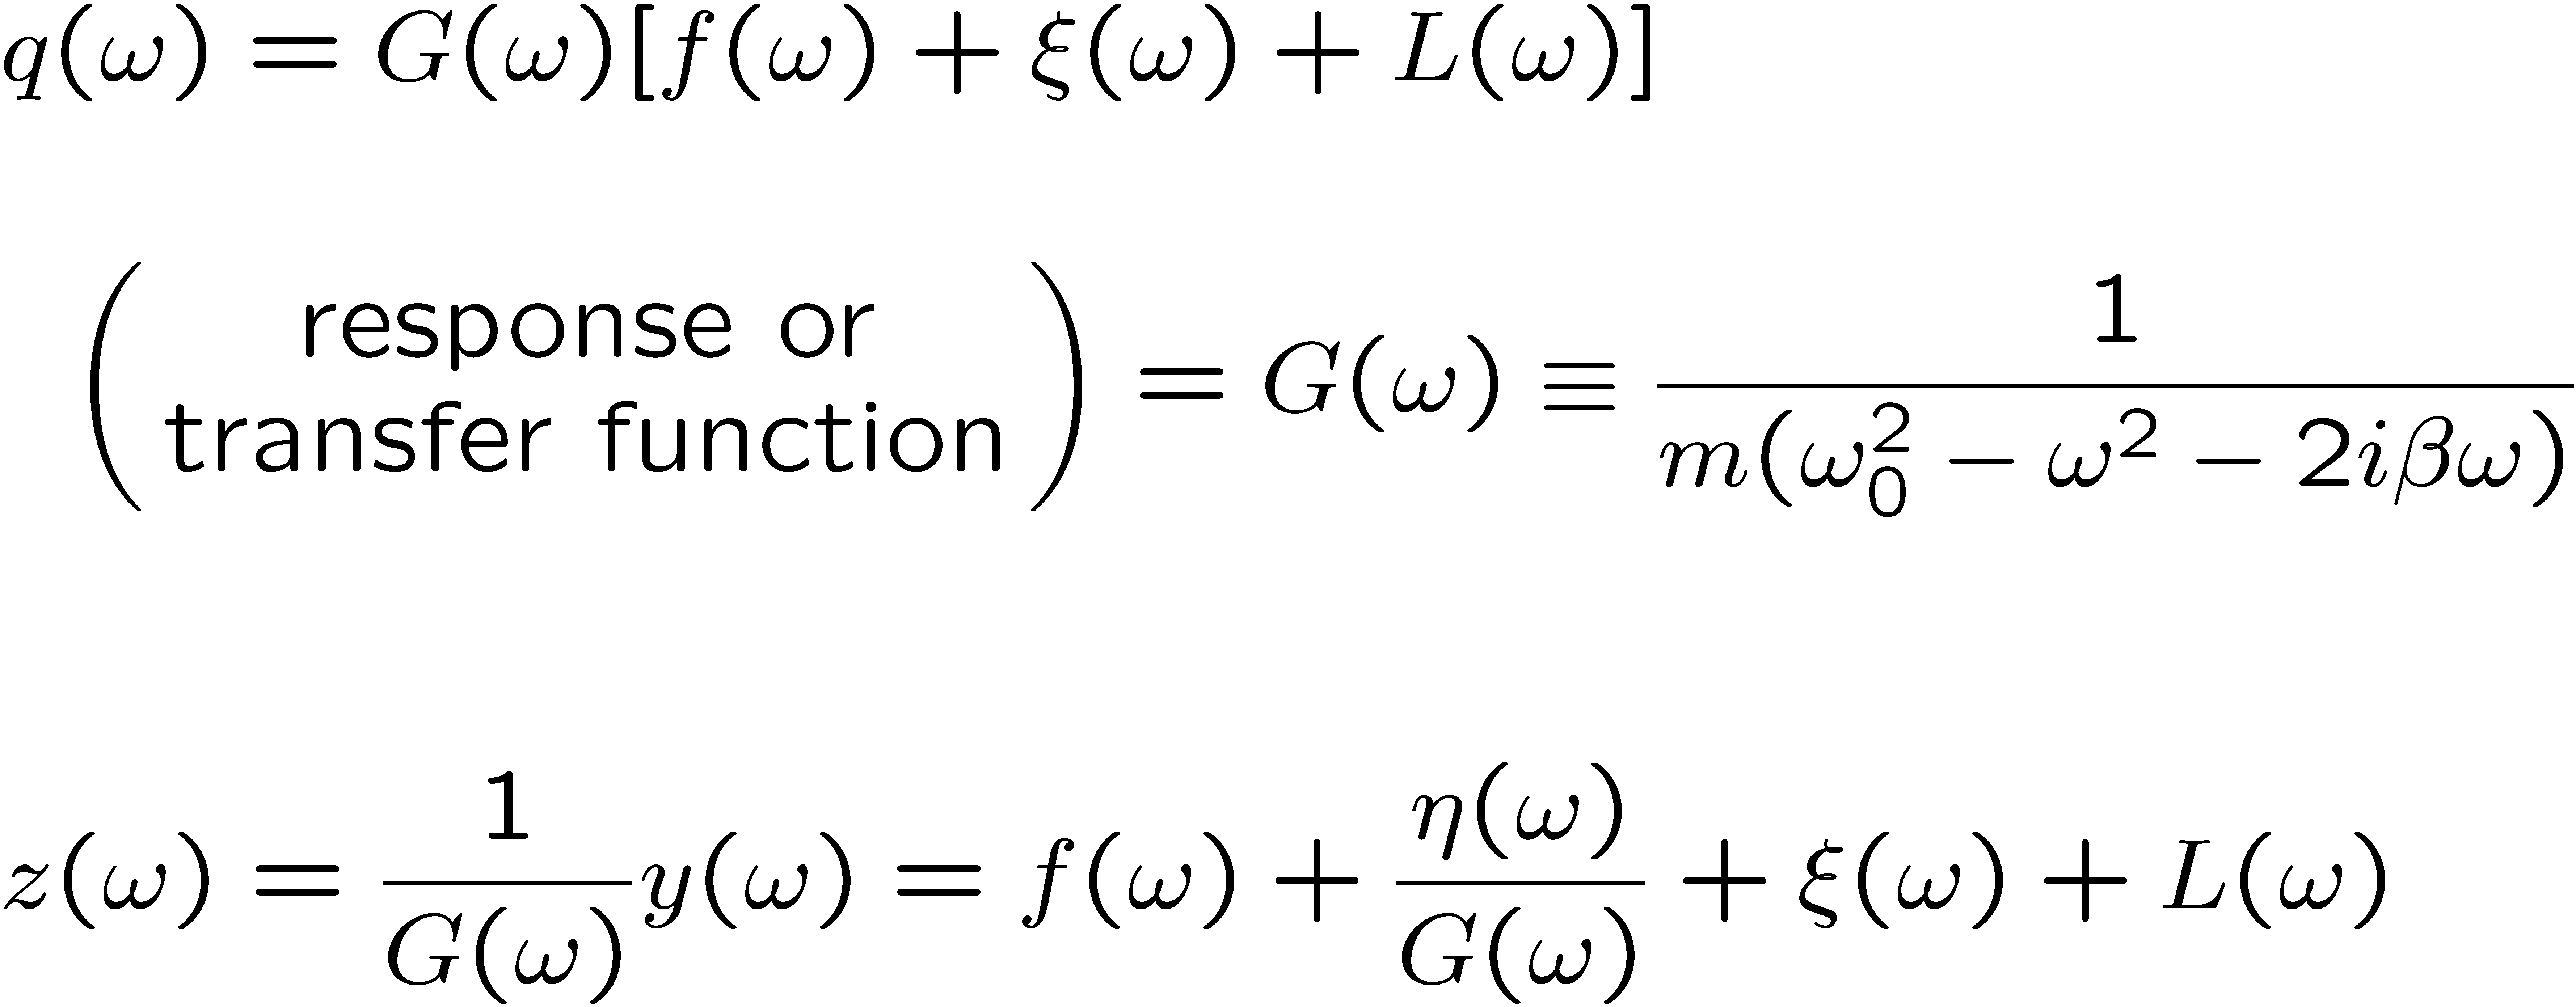 q(ω) = G(ω)[f(ω) + ξ(ω) + L(ω)]
(response or transfer function) = G(ω) ≡ 1 / m(ω₀² − ω² − 2iβω)
z(ω) = 1/G(ω) y(ω) = f(ω) + η(ω)/G(ω) + ξ(ω) + L(ω)